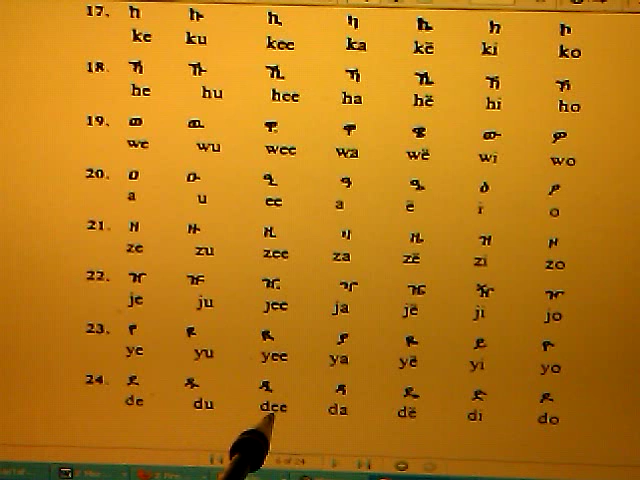 17. ከ ኩ ኪ ካ ኬ ክ ኮ
ke ku kee ka kë ki ko
18. ኸ ኹ ኺ ኻ ኼ ኽ ኾ
he hu hee ha hë hi ho
19. ወ ዉ ዊ ዋ ዌ ው ዎ
we wu wee wa wë wi wo
20. ዐ ዑ ዒ ዓ ዔ ዕ ዖ
a u ee a ë i o
21. ዘ ዙ ዚ ዛ ዜ ዝ ዞ
ze zu zee za zë zi zo
22. ዠ ዡ ዢ ዣ ዤ ዥ ዦ
je ju jee ja jë ji jo
23. የ ዩ ዪ ያ ዬ ይ ዮ
ye yu yee ya yë yi yo
24. ደ ዱ ዲ ዳ ዴ ድ ዶ
de du dee da dë di do
6 of 24